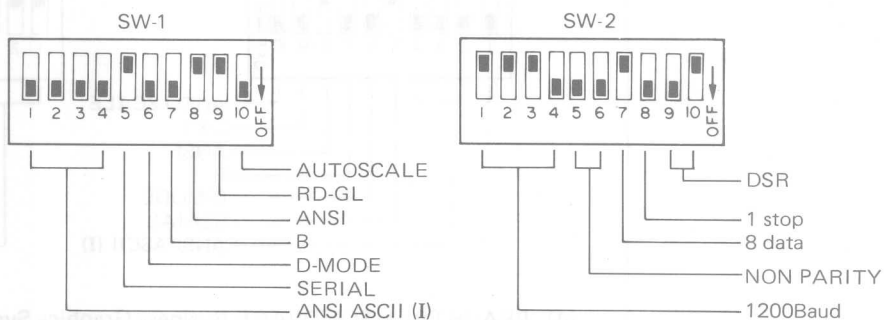 SW-1
1 2 3 4 5 6 7 8 9 10 OFF
AUTOSCALE
RD-GL
ANSI
B
D-MODE
SERIAL
ANSI ASCII (I)
SW-2
1 2 3 4 5 6 7 8 9 10 OFF
DSR
1 stop
8 data
NON PARITY
1200Baud